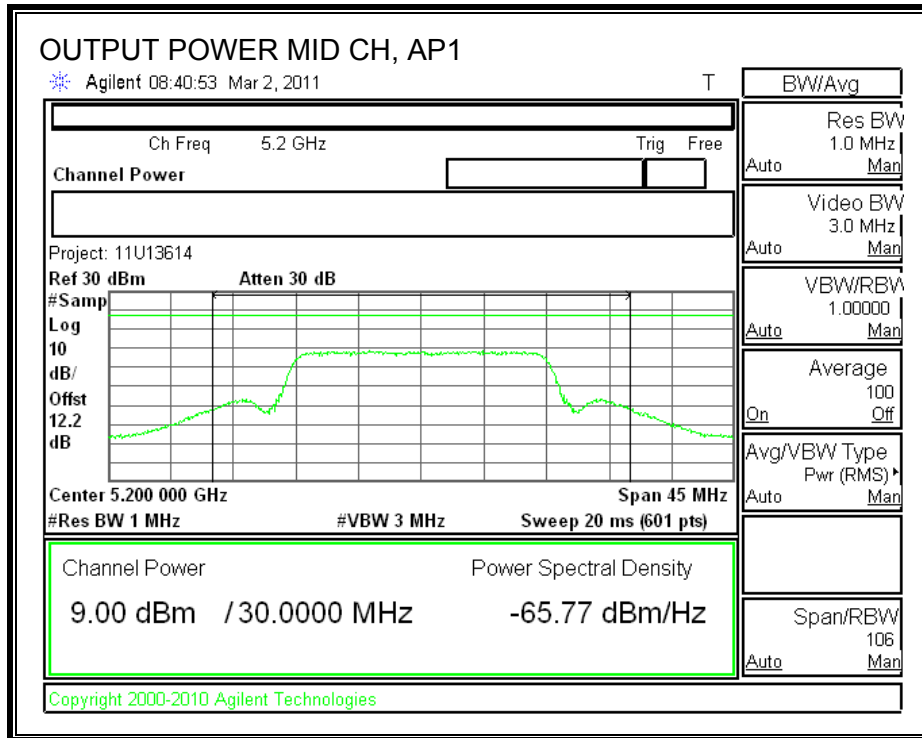 OUTPUT POWER MID CH, AP1
Agilent 08:40:53 Mar 2, 2011 T
BW/Avg
Ch Freq 5.2 GHz Trig Free
Channel Power
Res BW
1.0 MHz
Auto Man
Video BW
3.0 MHz
Auto Man
Project: 11U13614
Ref 30 dBm Atten 30 dB
#Samp
Log
10
dB/
Offst
12.2
dB
VBW/RBW
1.00000
Auto Man
Average
100
On Off
Avg/VBW Type
Pwr (RMS)
Auto Man
Center 5.200 000 GHz Span 45 MHz
#Res BW 1 MHz #VBW 3 MHz Sweep 20 ms (601 pts)
Channel Power Power Spectral Density
9.00 dBm / 30.0000 MHz -65.77 dBm/Hz
Span/RBW
106
Auto Man
Copyright 2000-2010 Agilent Technologies